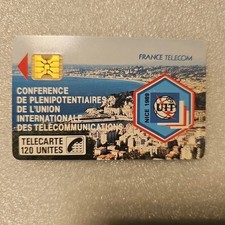 FRANCE TELECOM
CONFERENCE
DE PLENIPOTENTIAIRES
DE L'UNION
INTERNATIONALE
DES TELECOMMUNICATIONS
NICE 1989
UIT
TELECARTE
120 UNITES